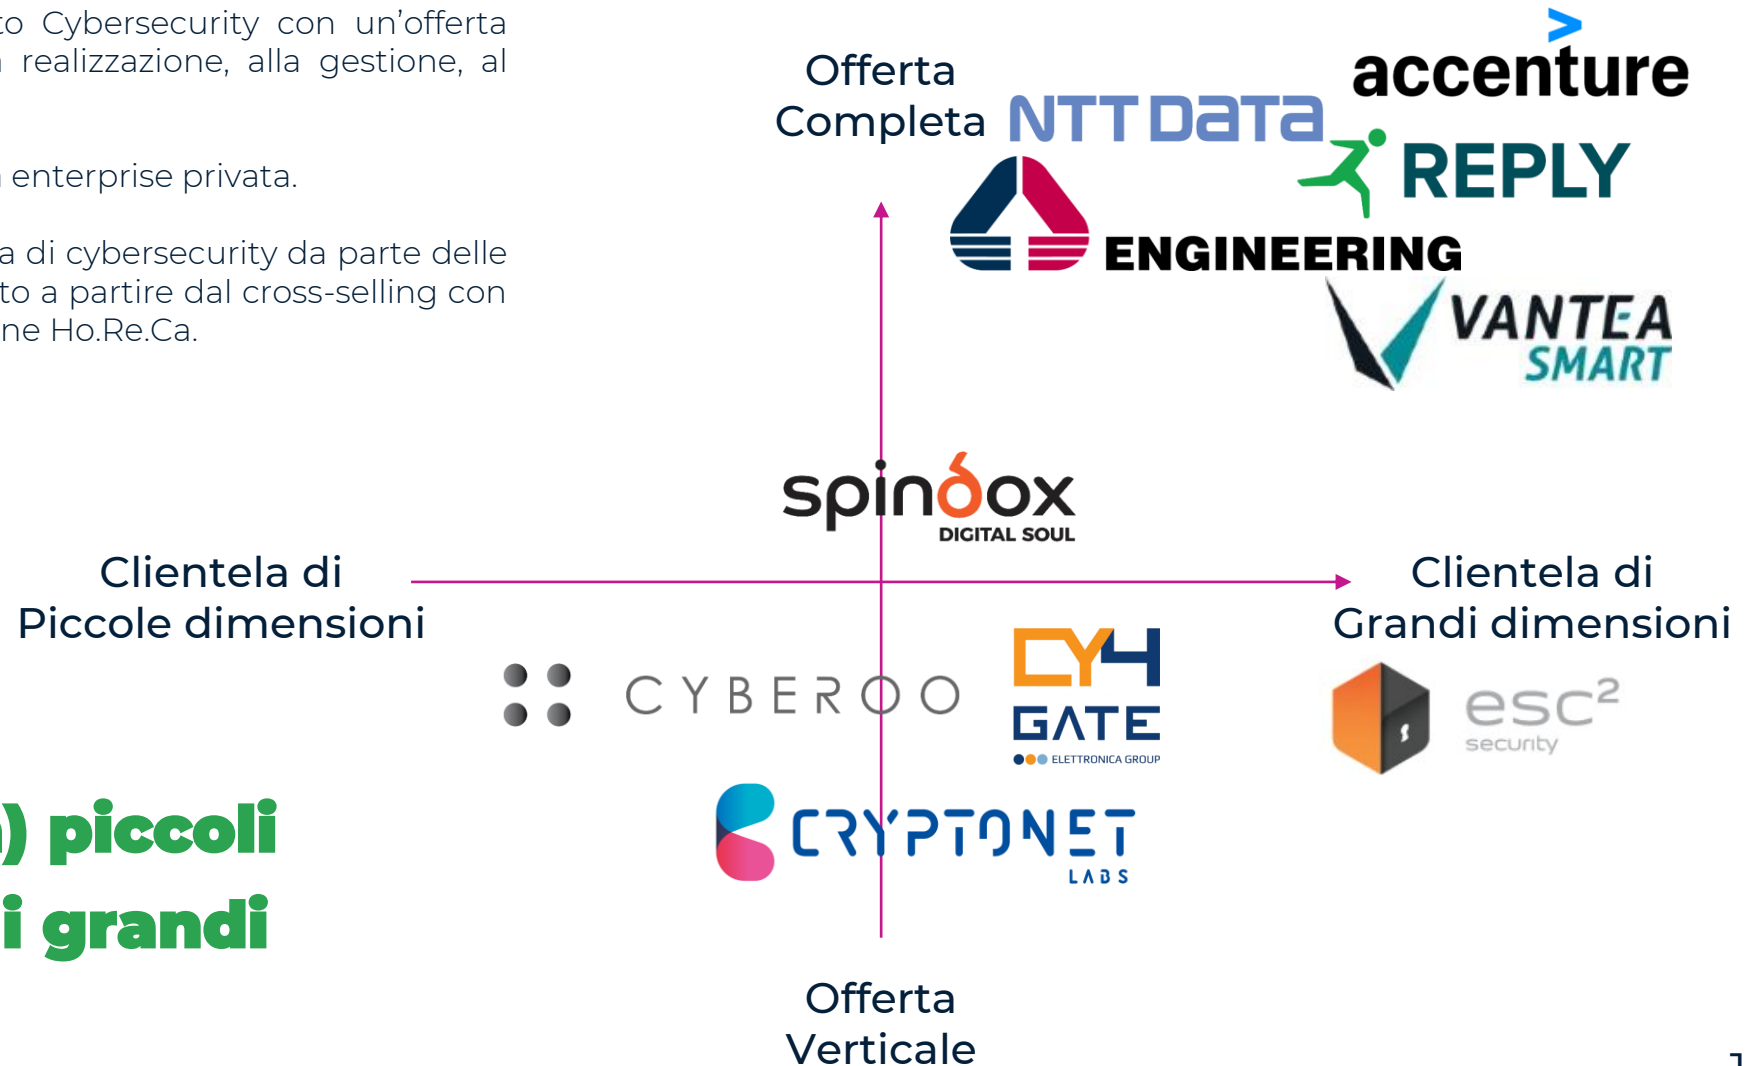 to Cybersecurity con un’offerta
realizzazione, alla gestione, al
enterprise privata.
a di cybersecurity da parte delle
to a partire dal cross-selling con
ne Ho.Re.Ca.
) piccoli
i grandi
Offerta
Completa
>
accenture
NTT DATA
REPLY
ENGINEERING
VANTEA
SMART
spindox
DIGITAL SOUL
Clientela di
Piccole dimensioni
Clientela di
Grandi dimensioni
CYBEROO
CY4
GATE
ELETTRONICA GROUP
esc²
security
CRYPTONET
LABS
Offerta
Verticale